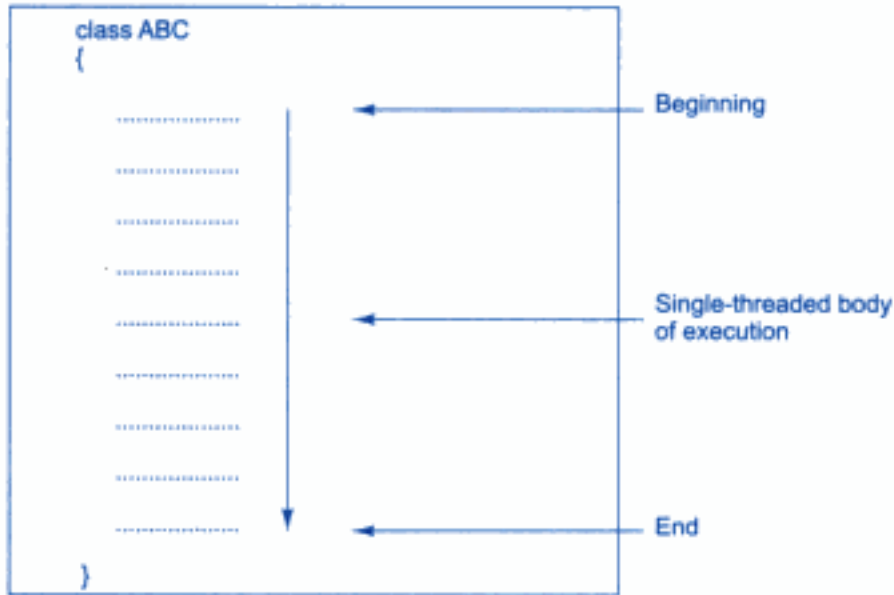 class ABC
{
Beginning
Single-threaded body
of execution
End
}